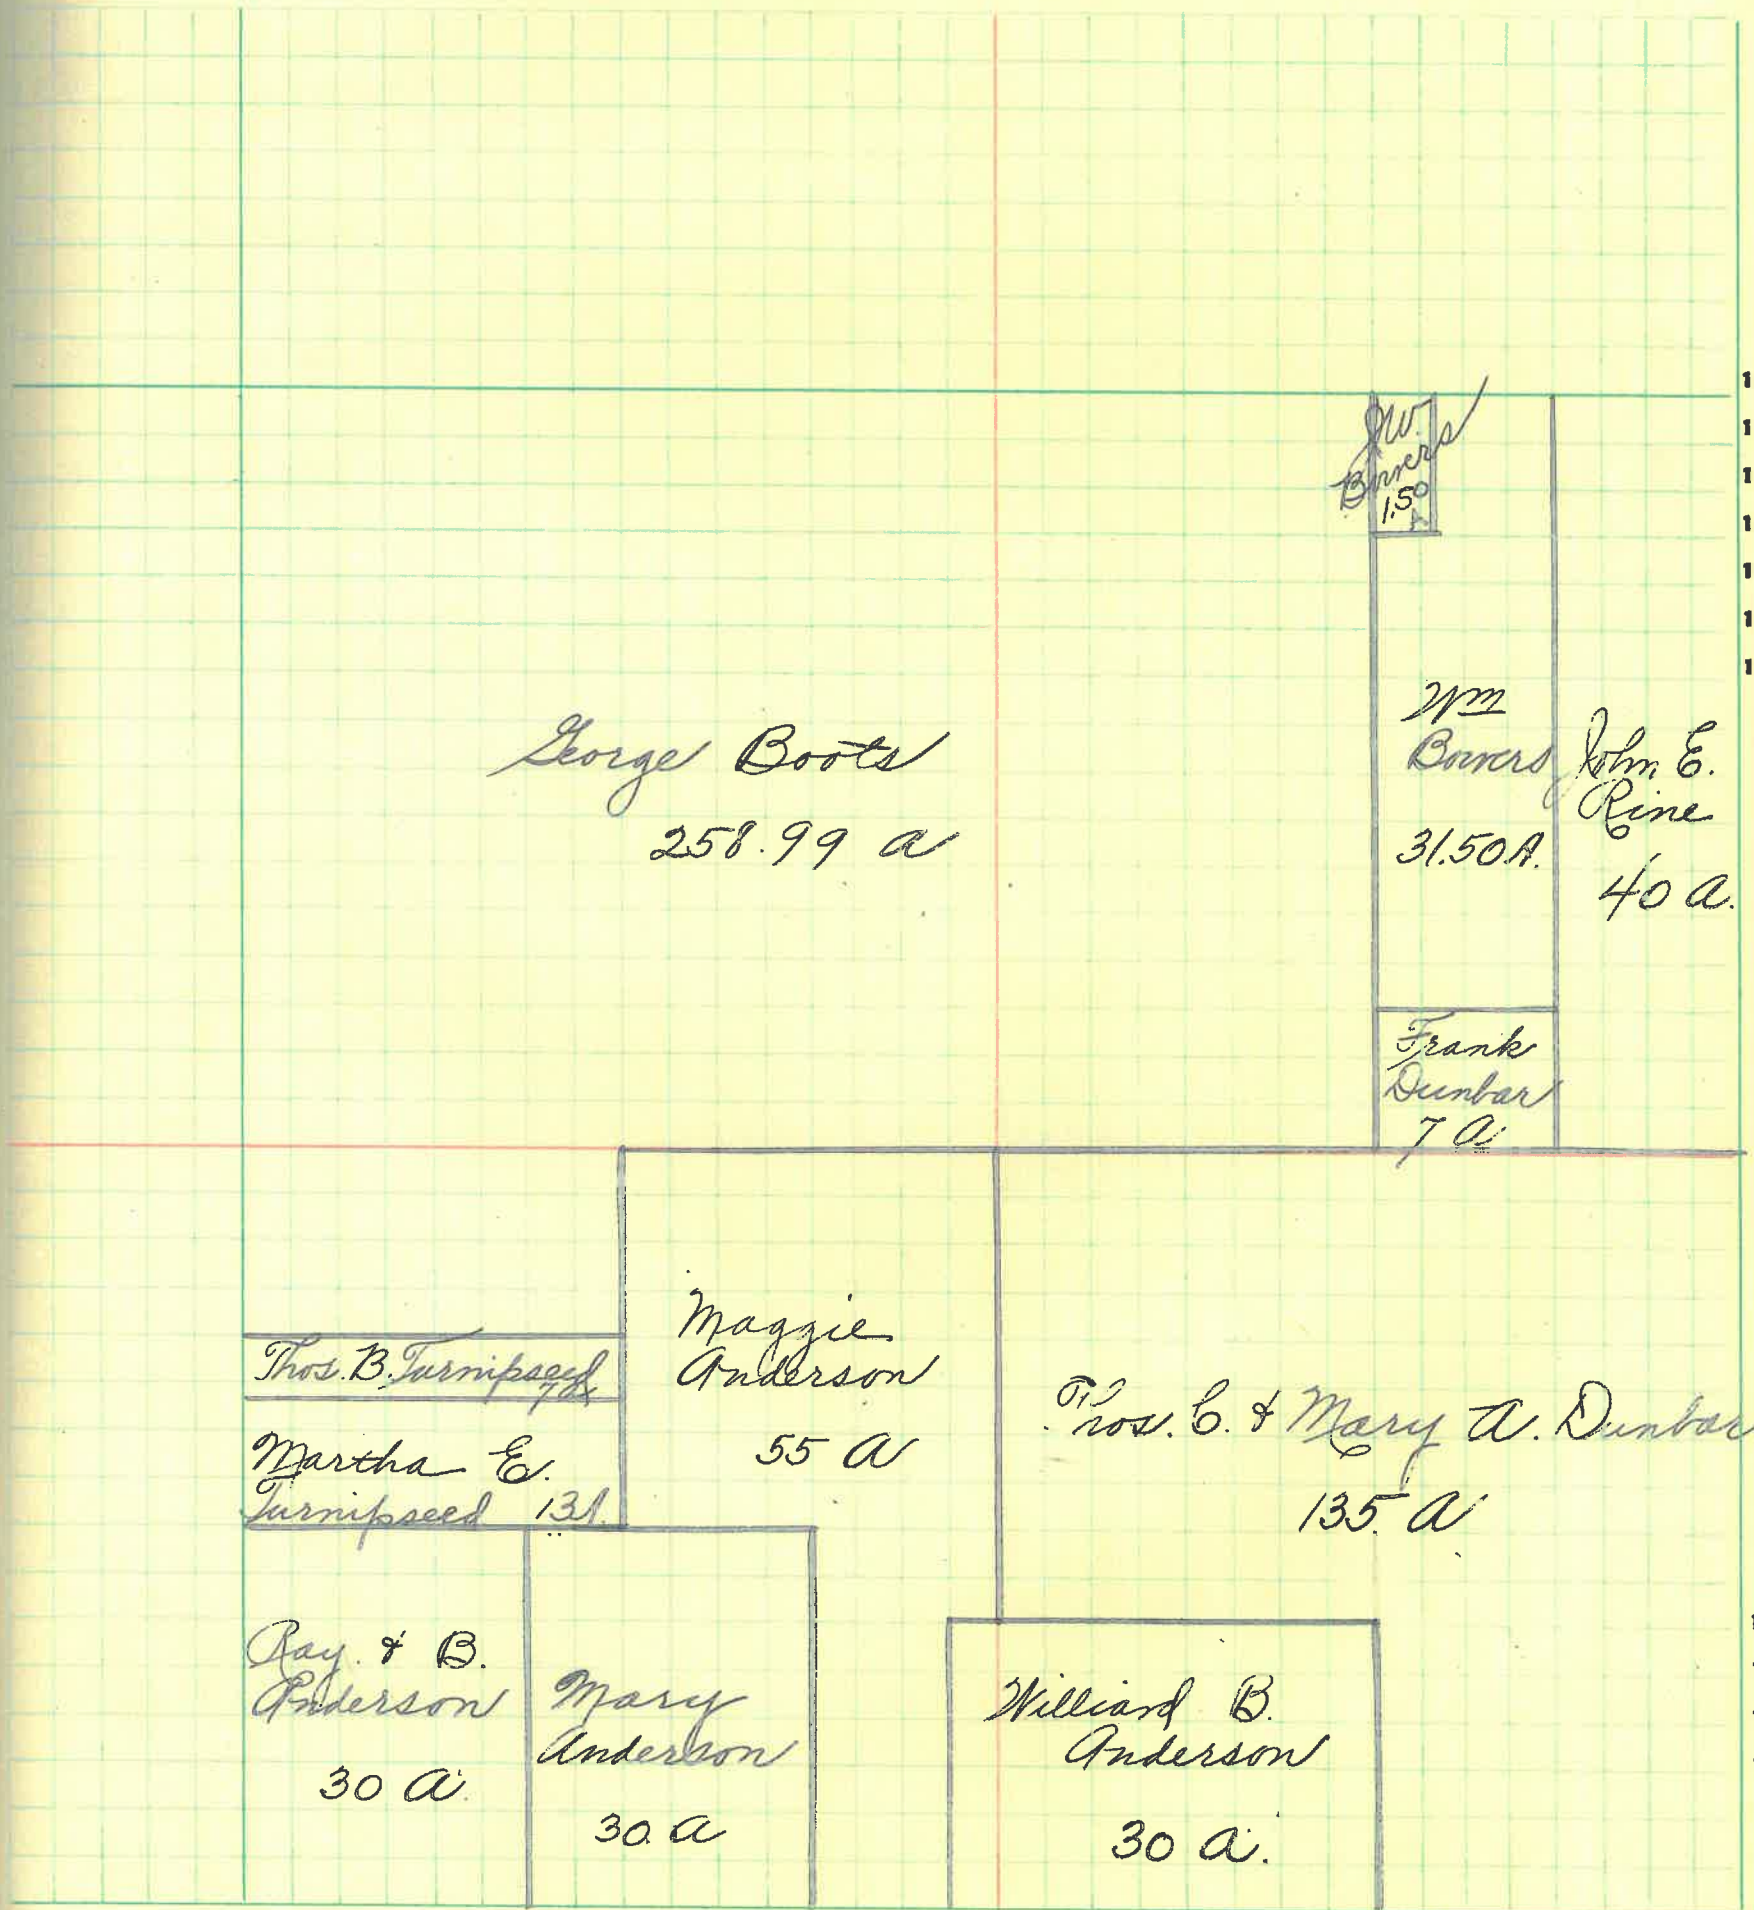 J.W.
Bowers
1.50
A
George Boots
258.99 a
Wm
Bowers
31.50 A.
John E.
Rine
40 a.
Frank
Dunbar
7 a
Maggie
Anderson
55 a
Thos. B. Turnipseed
7 a
Martha E.
Turnipseed 13 A.
Thos. C. & Mary A. Dunbar
135 a
Ray. & B.
Anderson
30 a.
Mary
Anderson
30 a
Williard B.
Anderson
30 a.